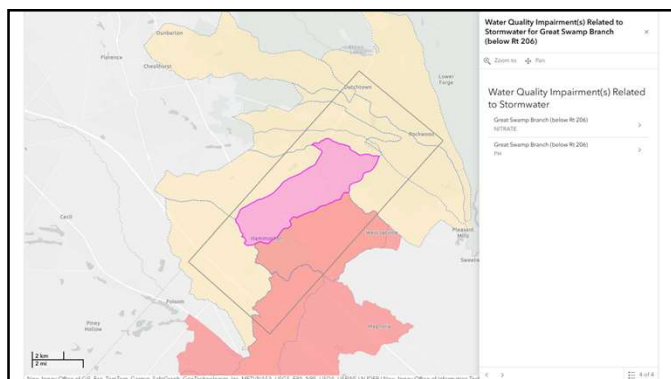 Water Quality Impairment(s) Related to
Stormwater for Great Swamp Branch
(below Rt 206)
×
Zoom to
Pan
Water Quality Impairment(s) Related
to Stormwater
Great Swamp Branch (below Rt 206)
NITRATE
Great Swamp Branch (below Rt 206)
PH
4 of 4
Dunbarton
Florence
Chesilhurst
Lower
Forge
Dutchtown
Rockwood
Cecil
Hammonton
Pleasant
Mills
Folsom
Piney
Hollow
Magnolia
2 km
2 mi